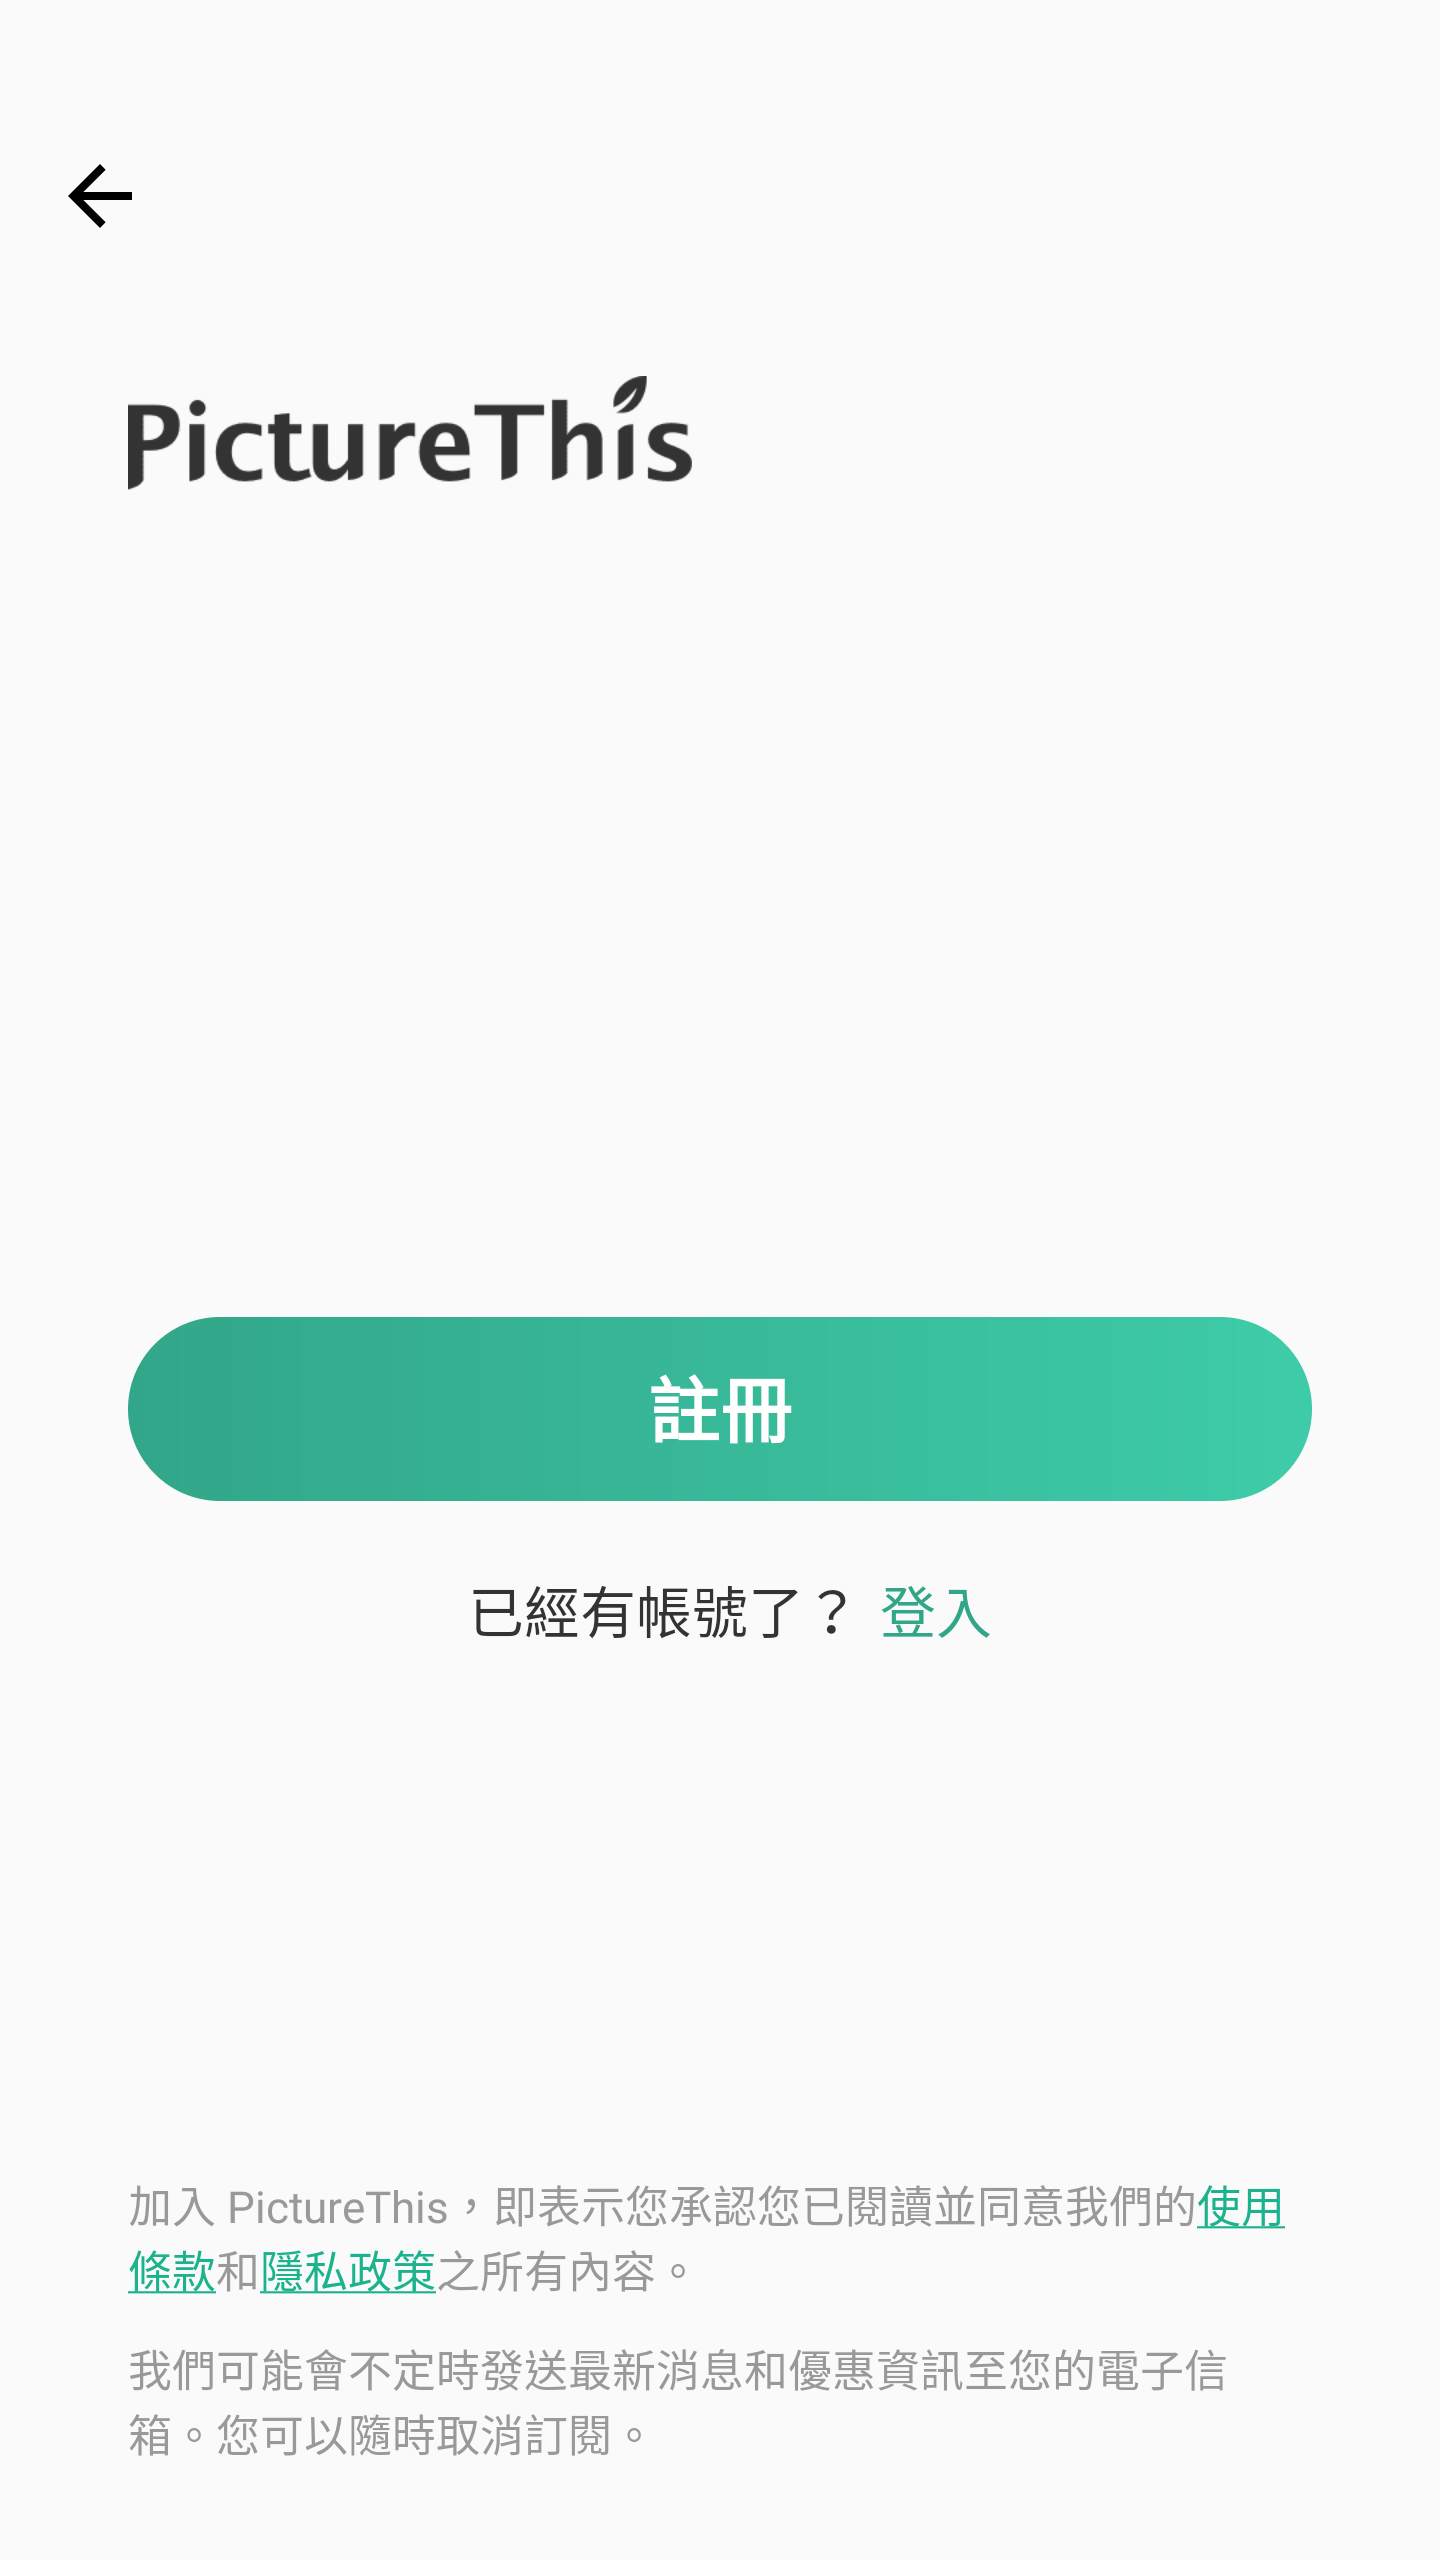 PictureThis
註冊
已經有帳號了？ 登入
加入 PictureThis，即表示您承認您已閱讀並同意我們的使用
條款和隱私政策之所有內容。
我們可能會不定時發送最新消息和優惠資訊至您的電子信
箱。您可以隨時取消訂閱。